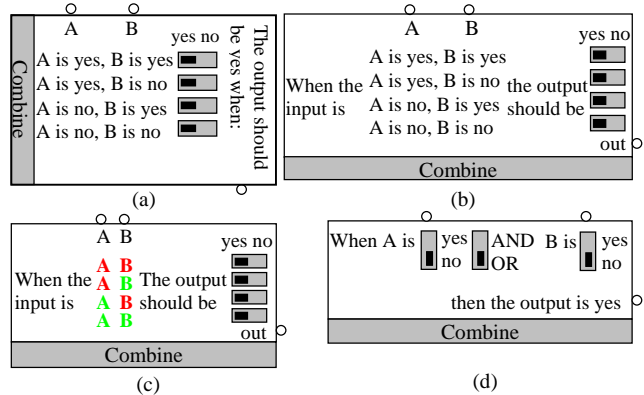 A B
yes no
A is yes, B is yes
A is yes, B is no
A is no, B is yes
A is no, B is no
The output should
be yes when:
Combine
(a)
A B
yes no
When the
input is
A is yes, B is yes
A is yes, B is no
A is no, B is yes
A is no, B is no
the output
should be
out
Combine
(b)
A B
yes no
When the
input is
A B
A B
A B
A B
The output
should be
out
Combine
(c)
When A is yes AND B is yes
no OR no
then the output is yes
Combine
(d)